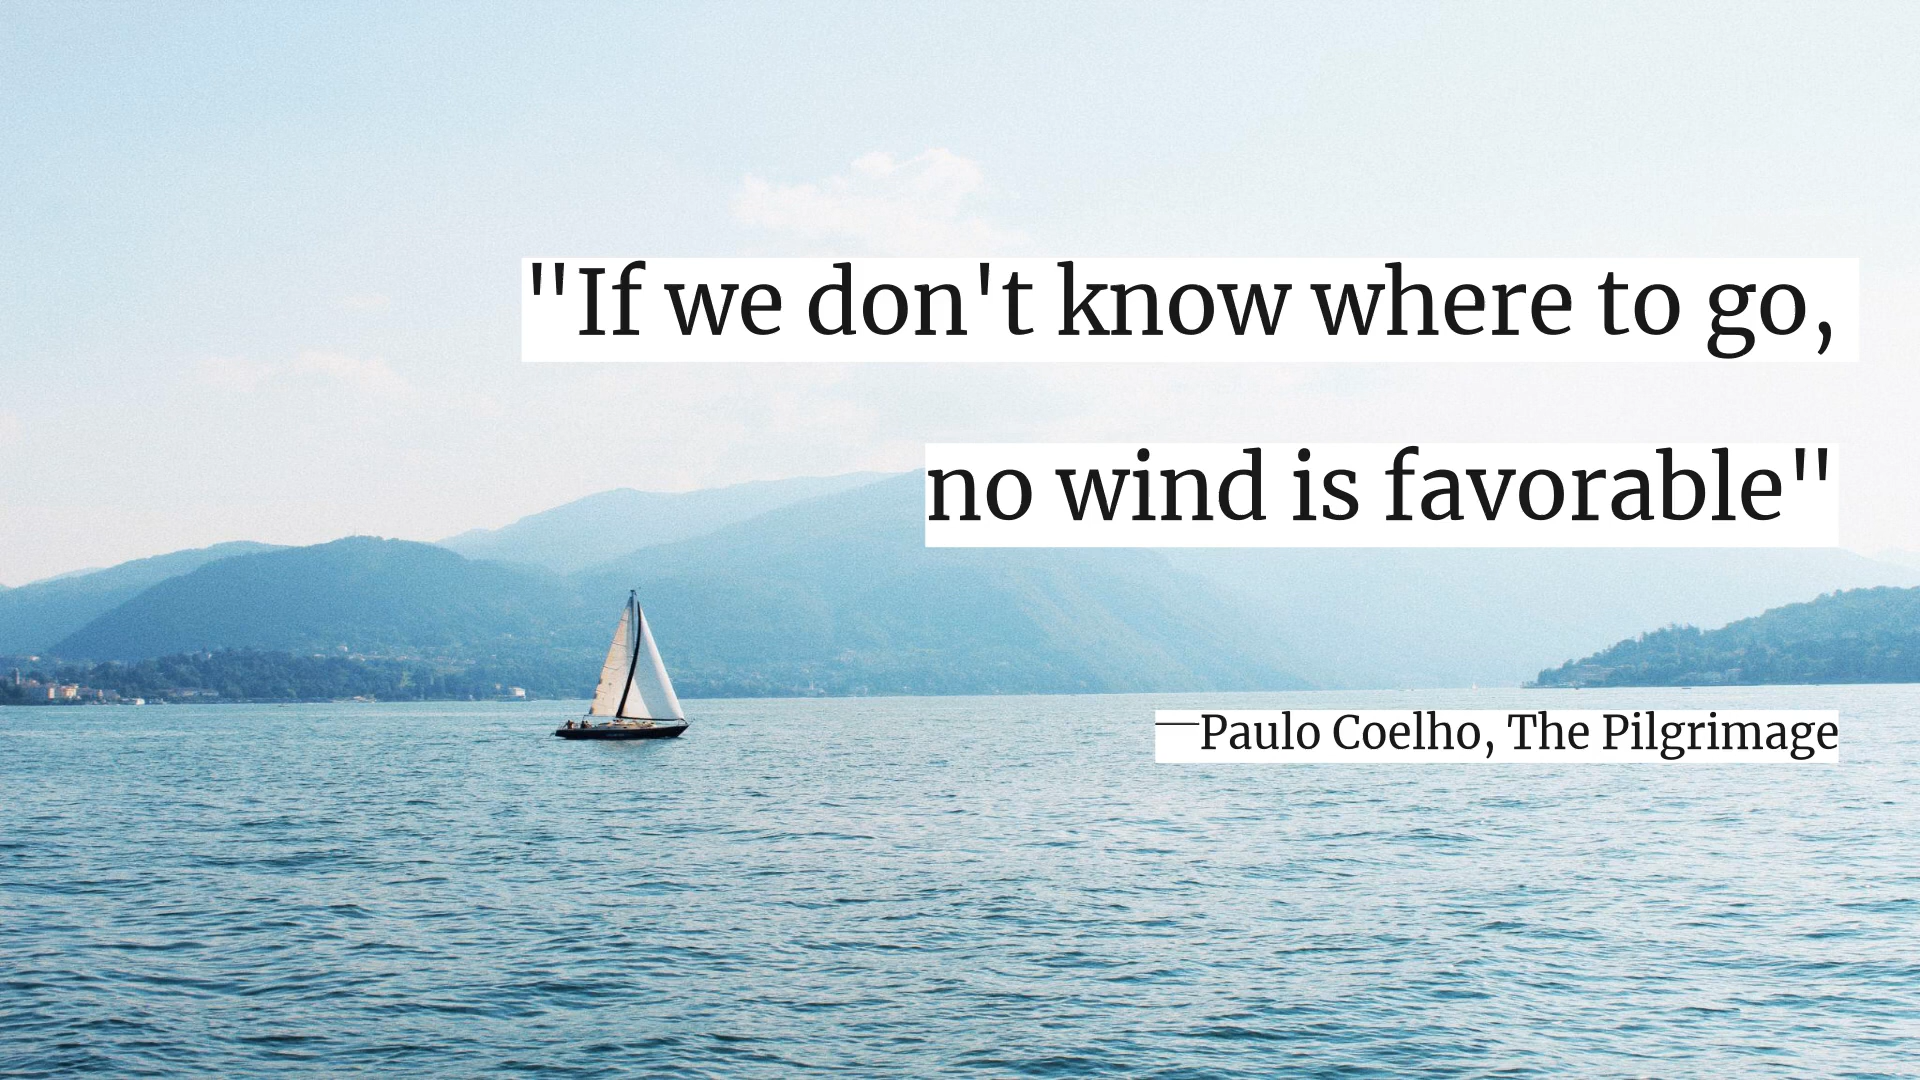 "If we don't know where to go,
no wind is favorable"
—Paulo Coelho, The Pilgrimage